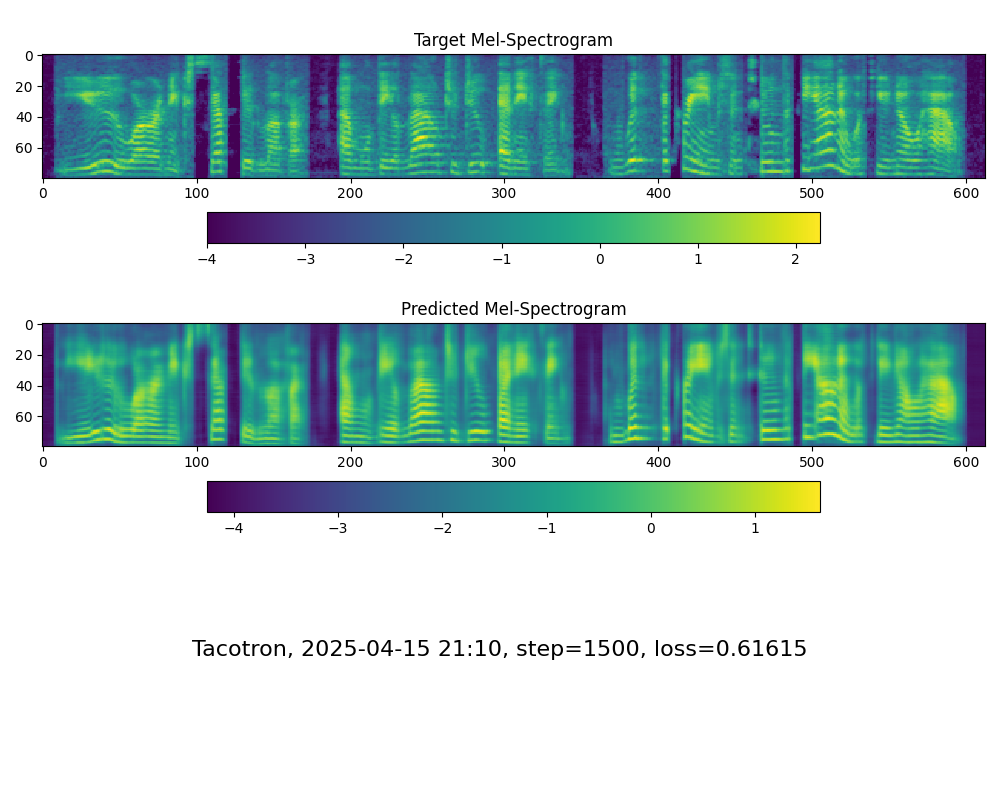 Target Mel-Spectrogram
0
20
40
60
0 100 200 300 400 500 600
−4 −3 −2 −1 0 1 2
Predicted Mel-Spectrogram
0
20
40
60
0 100 200 300 400 500 600
−4 −3 −2 −1 0 1
Tacotron, 2025-04-15 21:10, step=1500, loss=0.61615